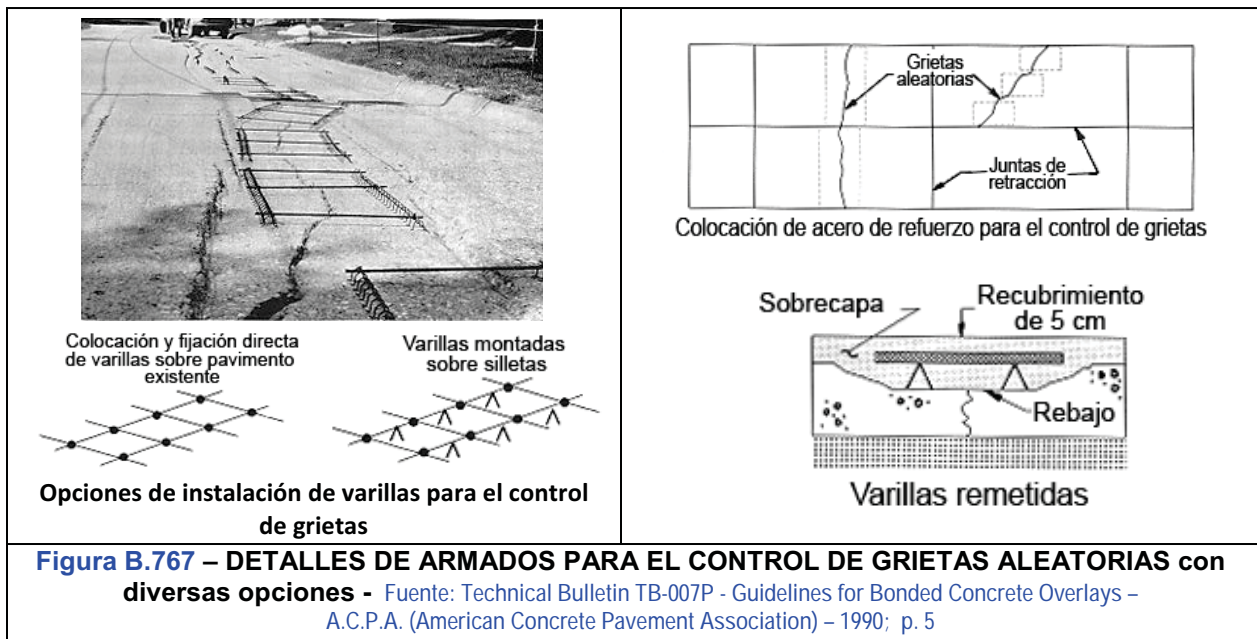 Colocación y fijación directa
de varillas sobre pavimento
existente
Varillas montadas
sobre silletas
Opciones de instalación de varillas para el control
de grietas
Grietas
aleatorias
Juntas de
retracción
Colocación de acero de refuerzo para el control de grietas
Sobrecapa
Recubrimiento
de 5 cm
Rebajo
Varillas remetidas
Figura B.767 – DETALLES DE ARMADOS PARA EL CONTROL DE GRIETAS ALEATORIAS con
diversas opciones - Fuente: Technical Bulletin TB-007P - Guidelines for Bonded Concrete Overlays –
A.C.P.A. (American Concrete Pavement Association) – 1990; p. 5